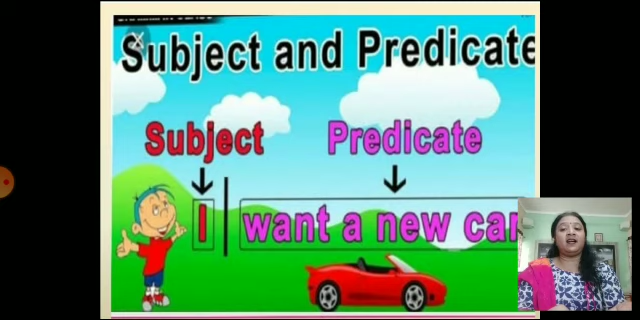 Subject and Predicate
Subject Predicate
I want a new car